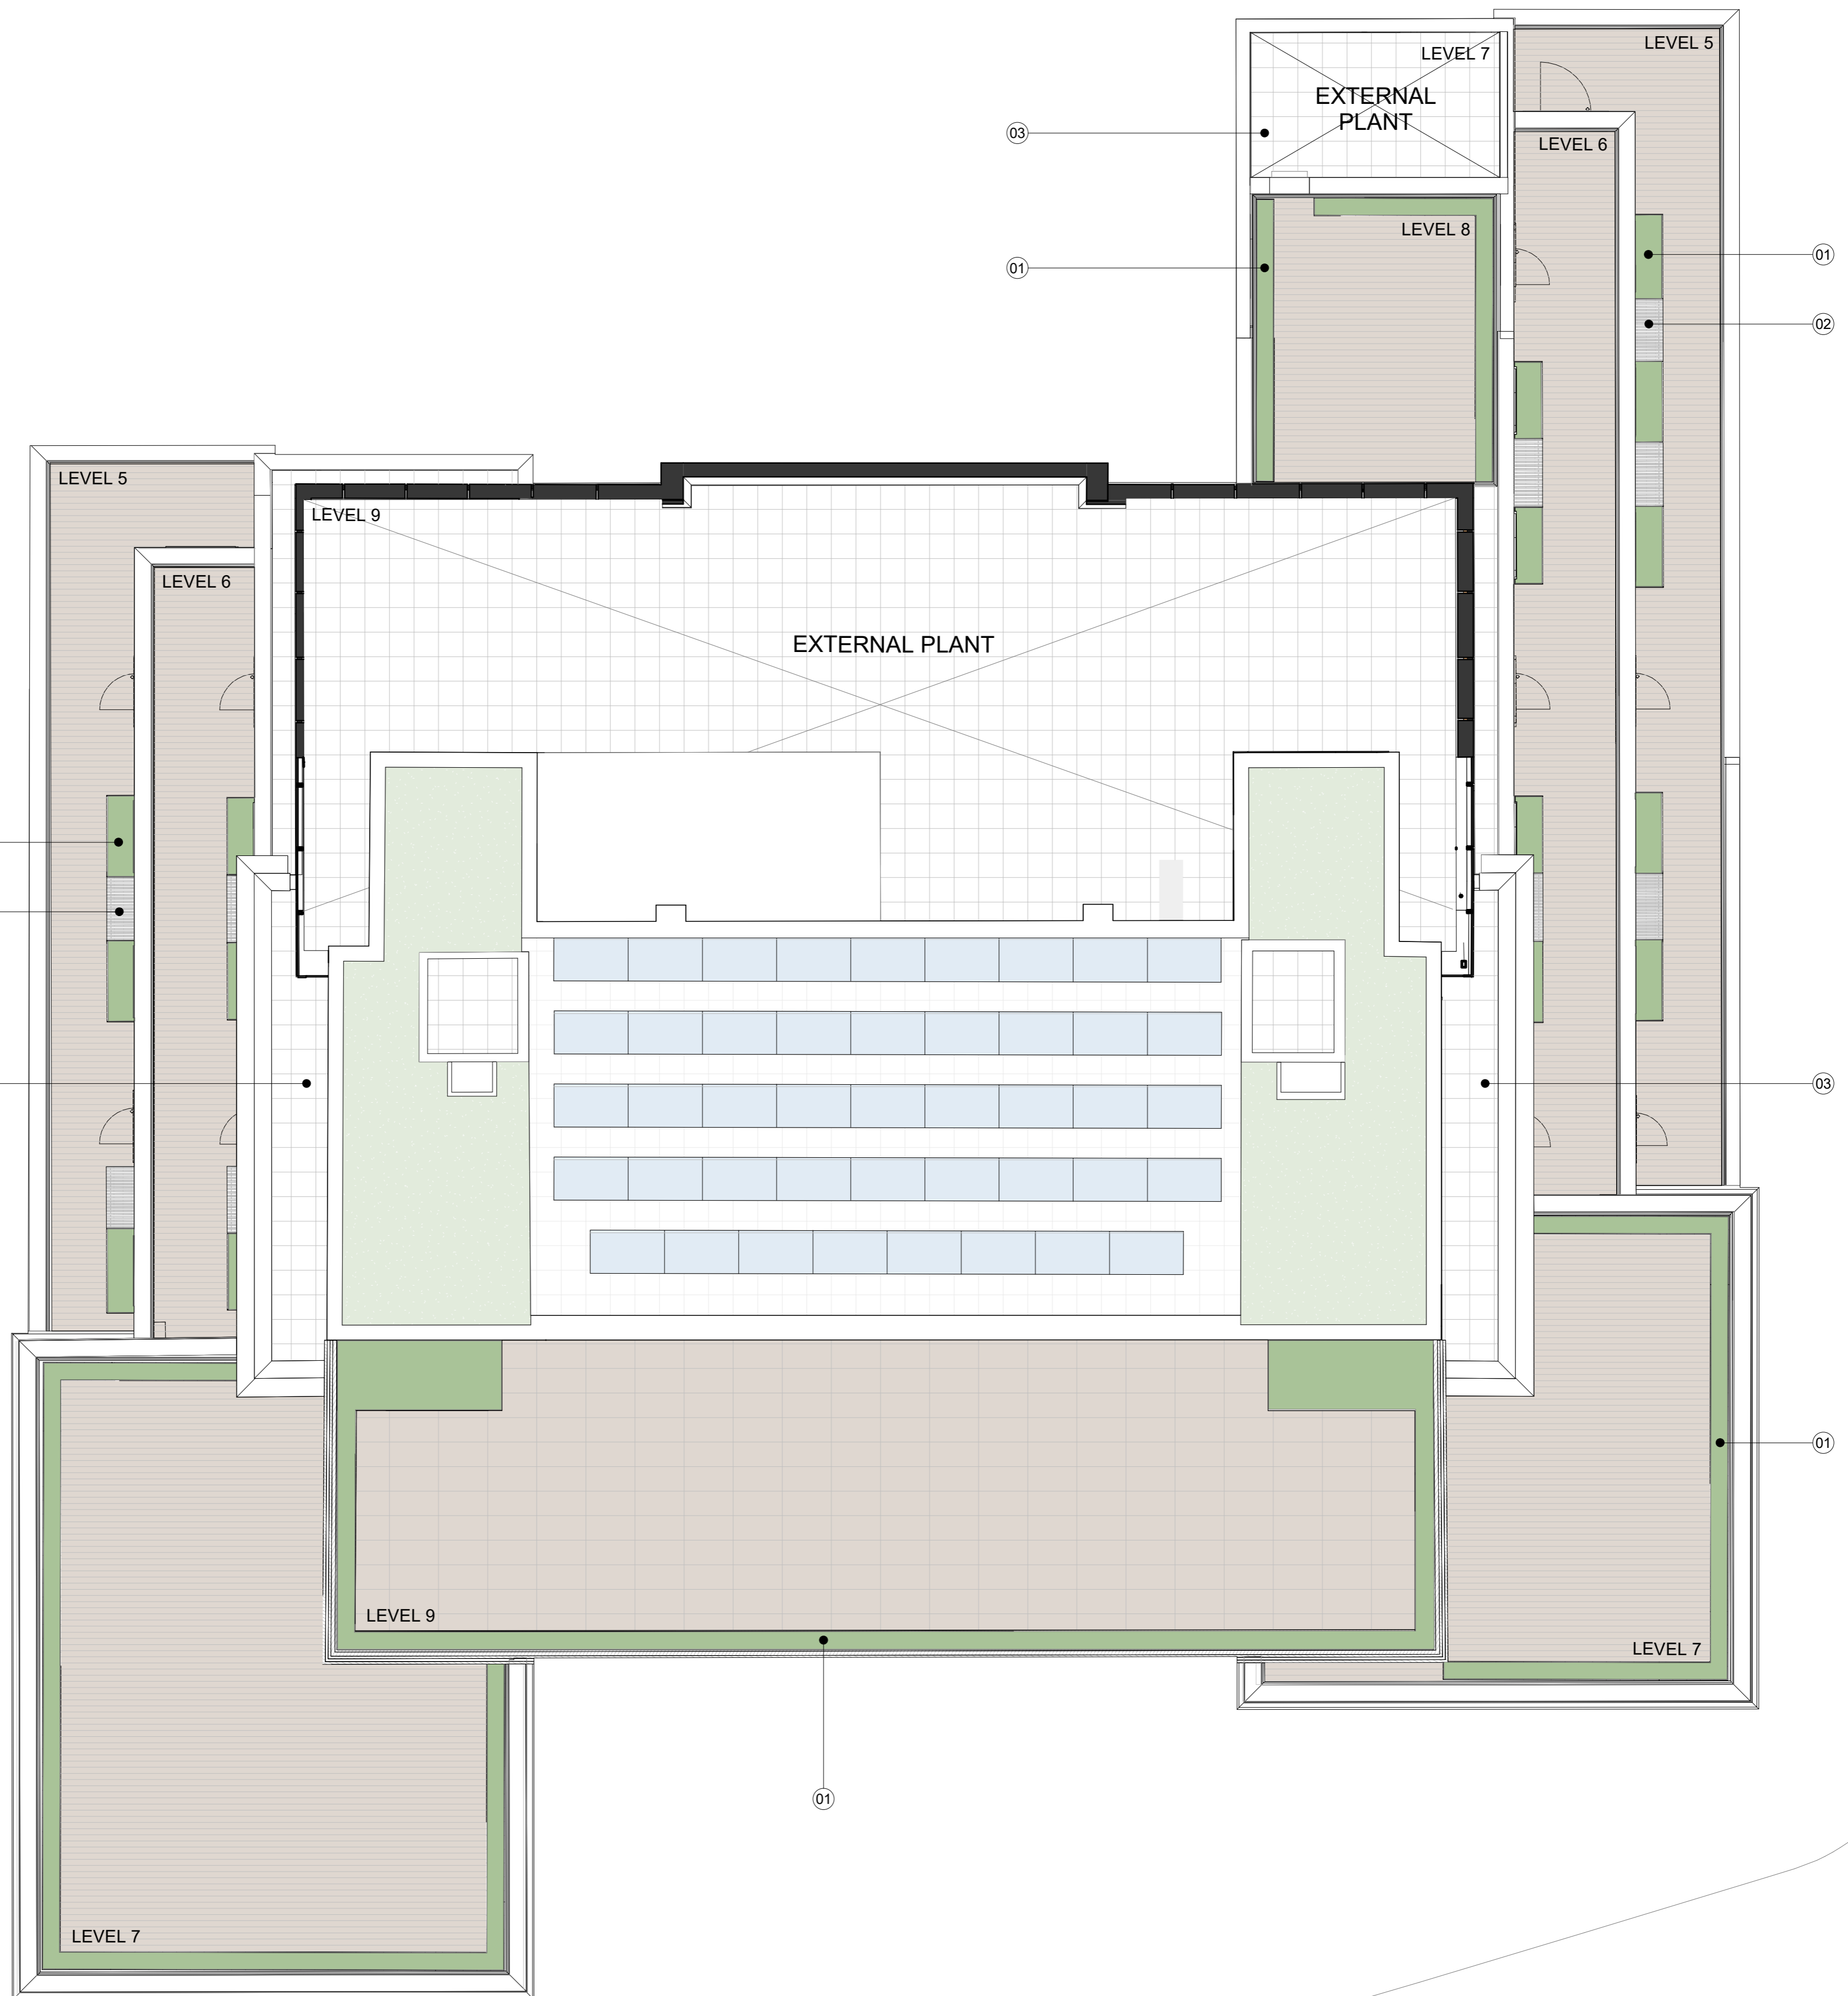 LEVEL 5
LEVEL 7
EXTERNAL
PLANT
03
LEVEL 6
LEVEL 8
01
01
02
LEVEL 5
LEVEL 9
LEVEL 6
EXTERNAL PLANT
03
01
LEVEL 9
LEVEL 7
01
LEVEL 7